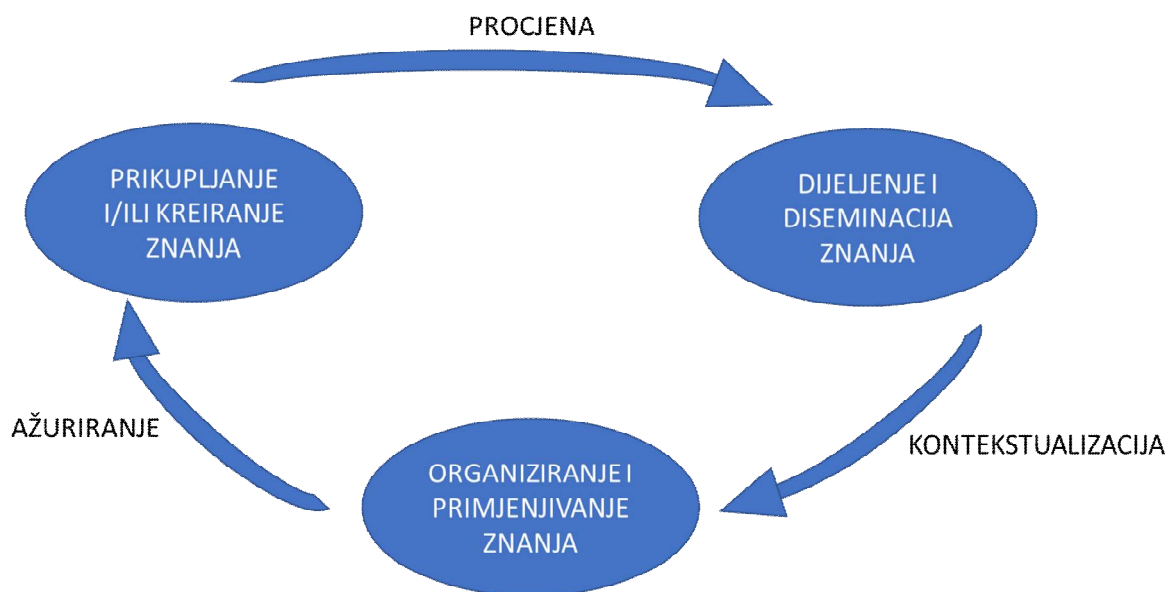 PROCJENA
PRIKUPLJANJE
I/ILI KREIRANJE
ZNANJA
DIJELJENJE I
DISEMINACIJA
ZNANJA
AŽURIRANJE
KONTEKSTUALIZACIJA
ORGANIZIRANJE I
PRIMJENJIVANJE
ZNANJA